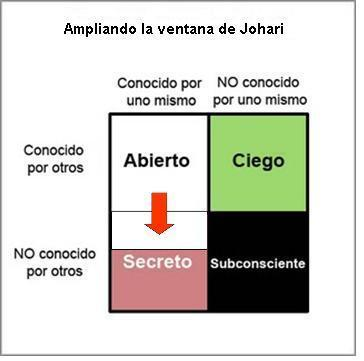 Ampliando la ventana de Johari
Conocido por
uno mismo
NO conocido
por uno mismo
Conocido
por otros
Abierto
Ciego
NO conocido
por otros
Secreto
Subconsciente